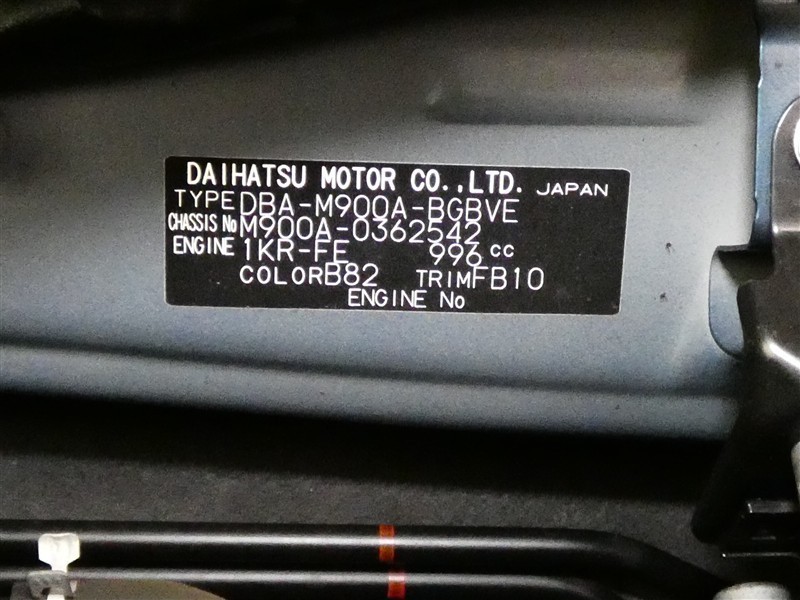 DAIHATSU MOTOR CO.,LTD. JAPAN
TYPE DBA-M900A-BGBVE
CHASSIS No M900A-0362542
ENGINE 1KR-FE 996 cc
COLOR B82 TRIM FB10
ENGINE No